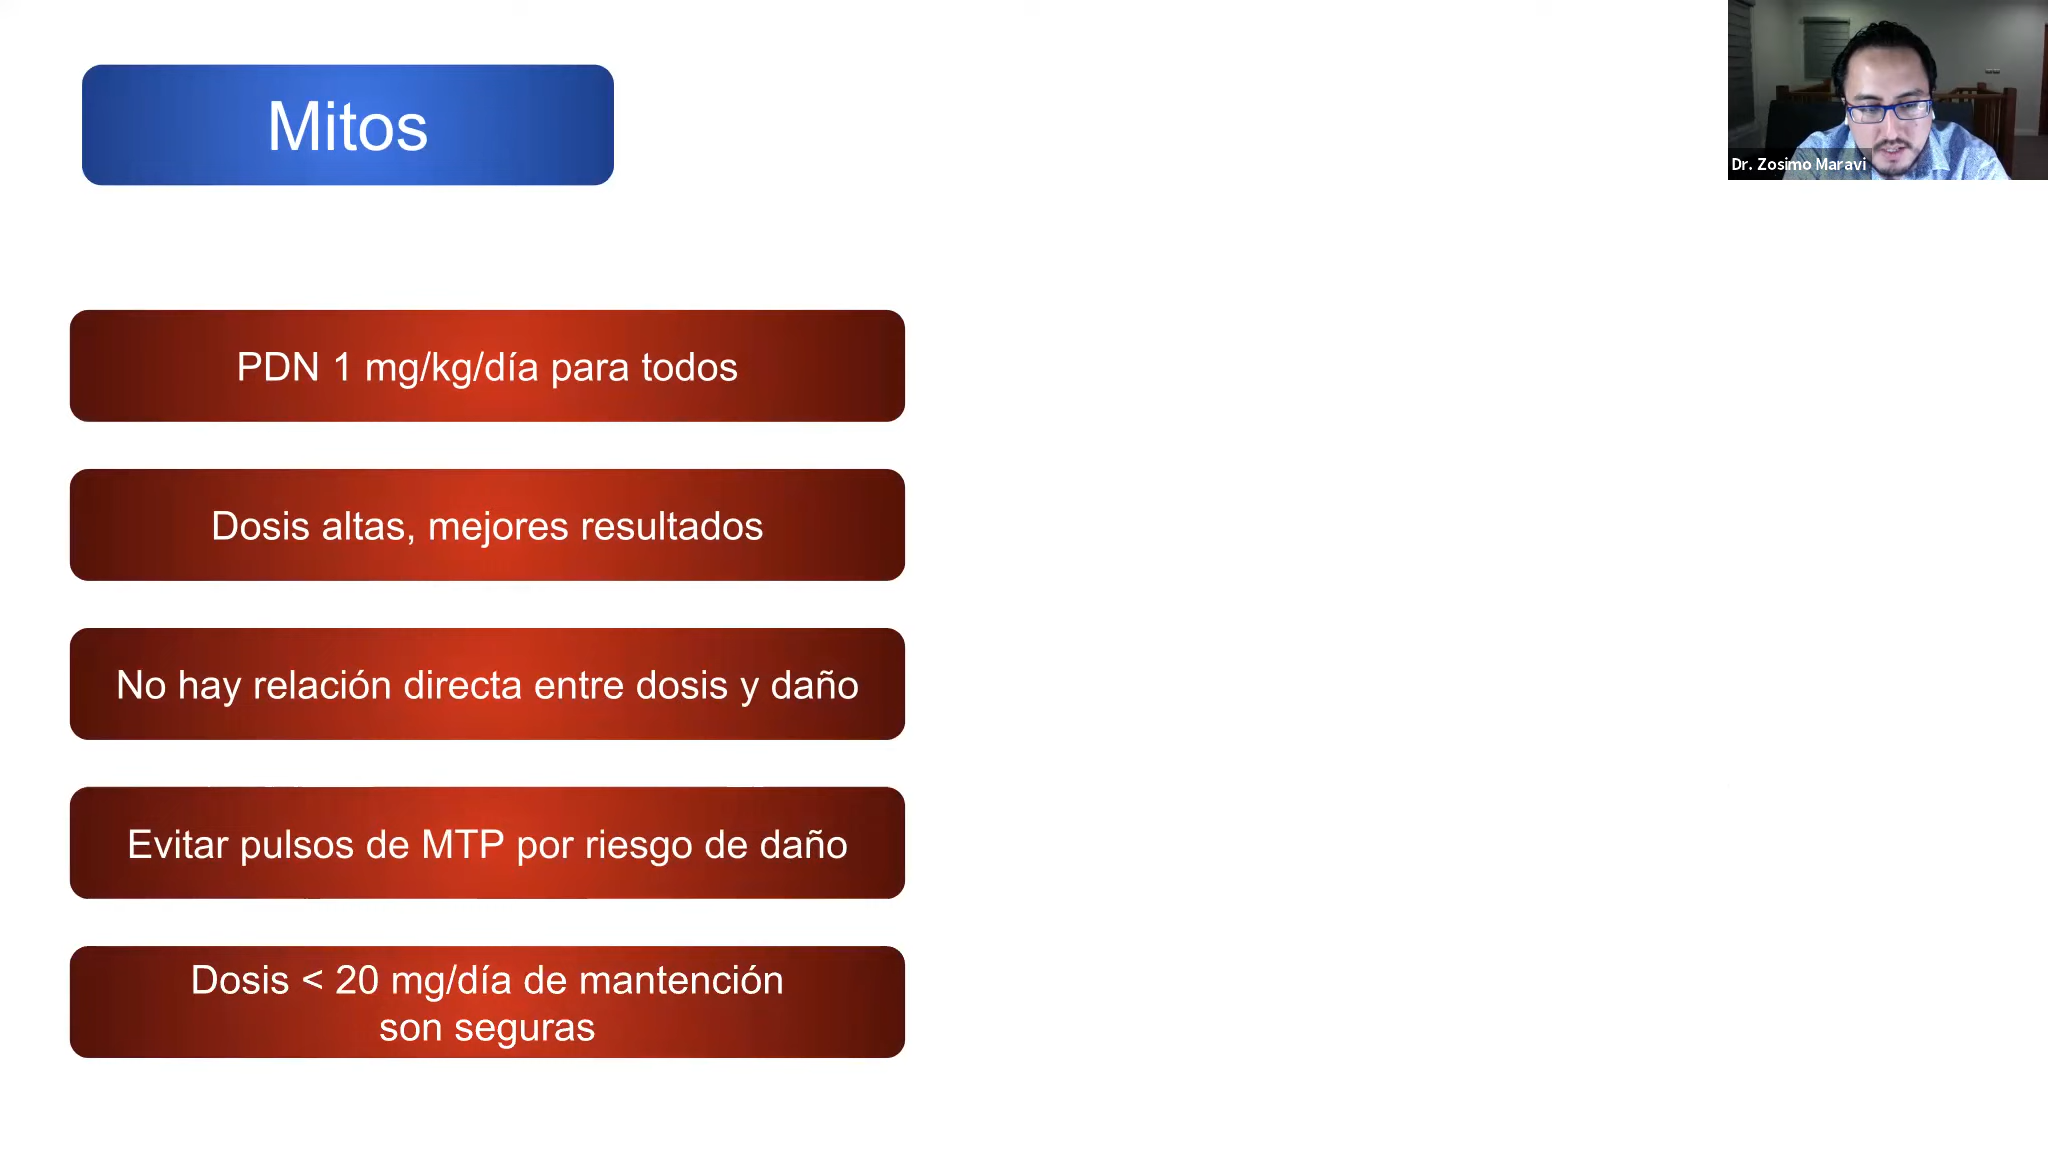 Mitos
Dr. Zosimo Maravi
PDN 1 mg/kg/día para todos
Dosis altas, mejores resultados
No hay relación directa entre dosis y daño
Evitar pulsos de MTP por riesgo de daño
Dosis < 20 mg/día de mantención
son seguras